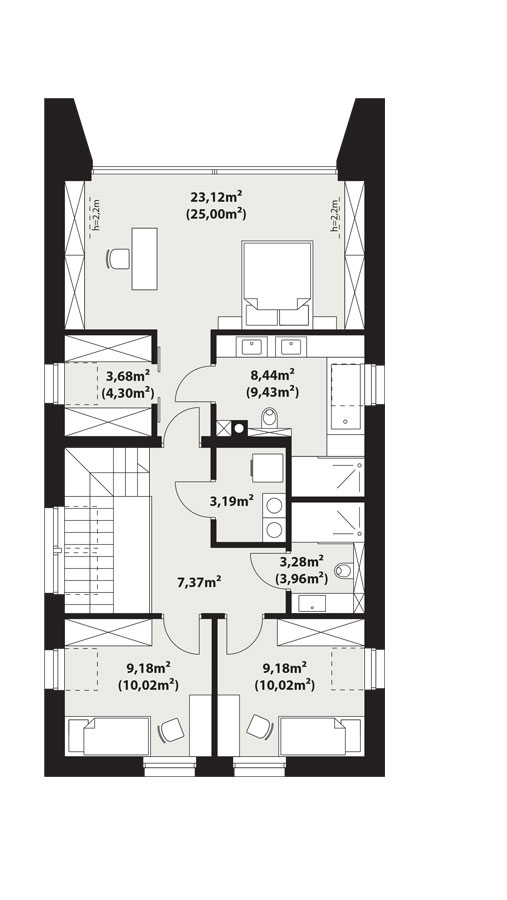 23,12m²
(25,00m²)
h=2,2m
h=2,2m
3,68m²
(4,30m²)
8,44m²
(9,43m²)
3,19m²
3,28m²
(3,96m²)
7,37m²
9,18m²
(10,02m²)
9,18m²
(10,02m²)